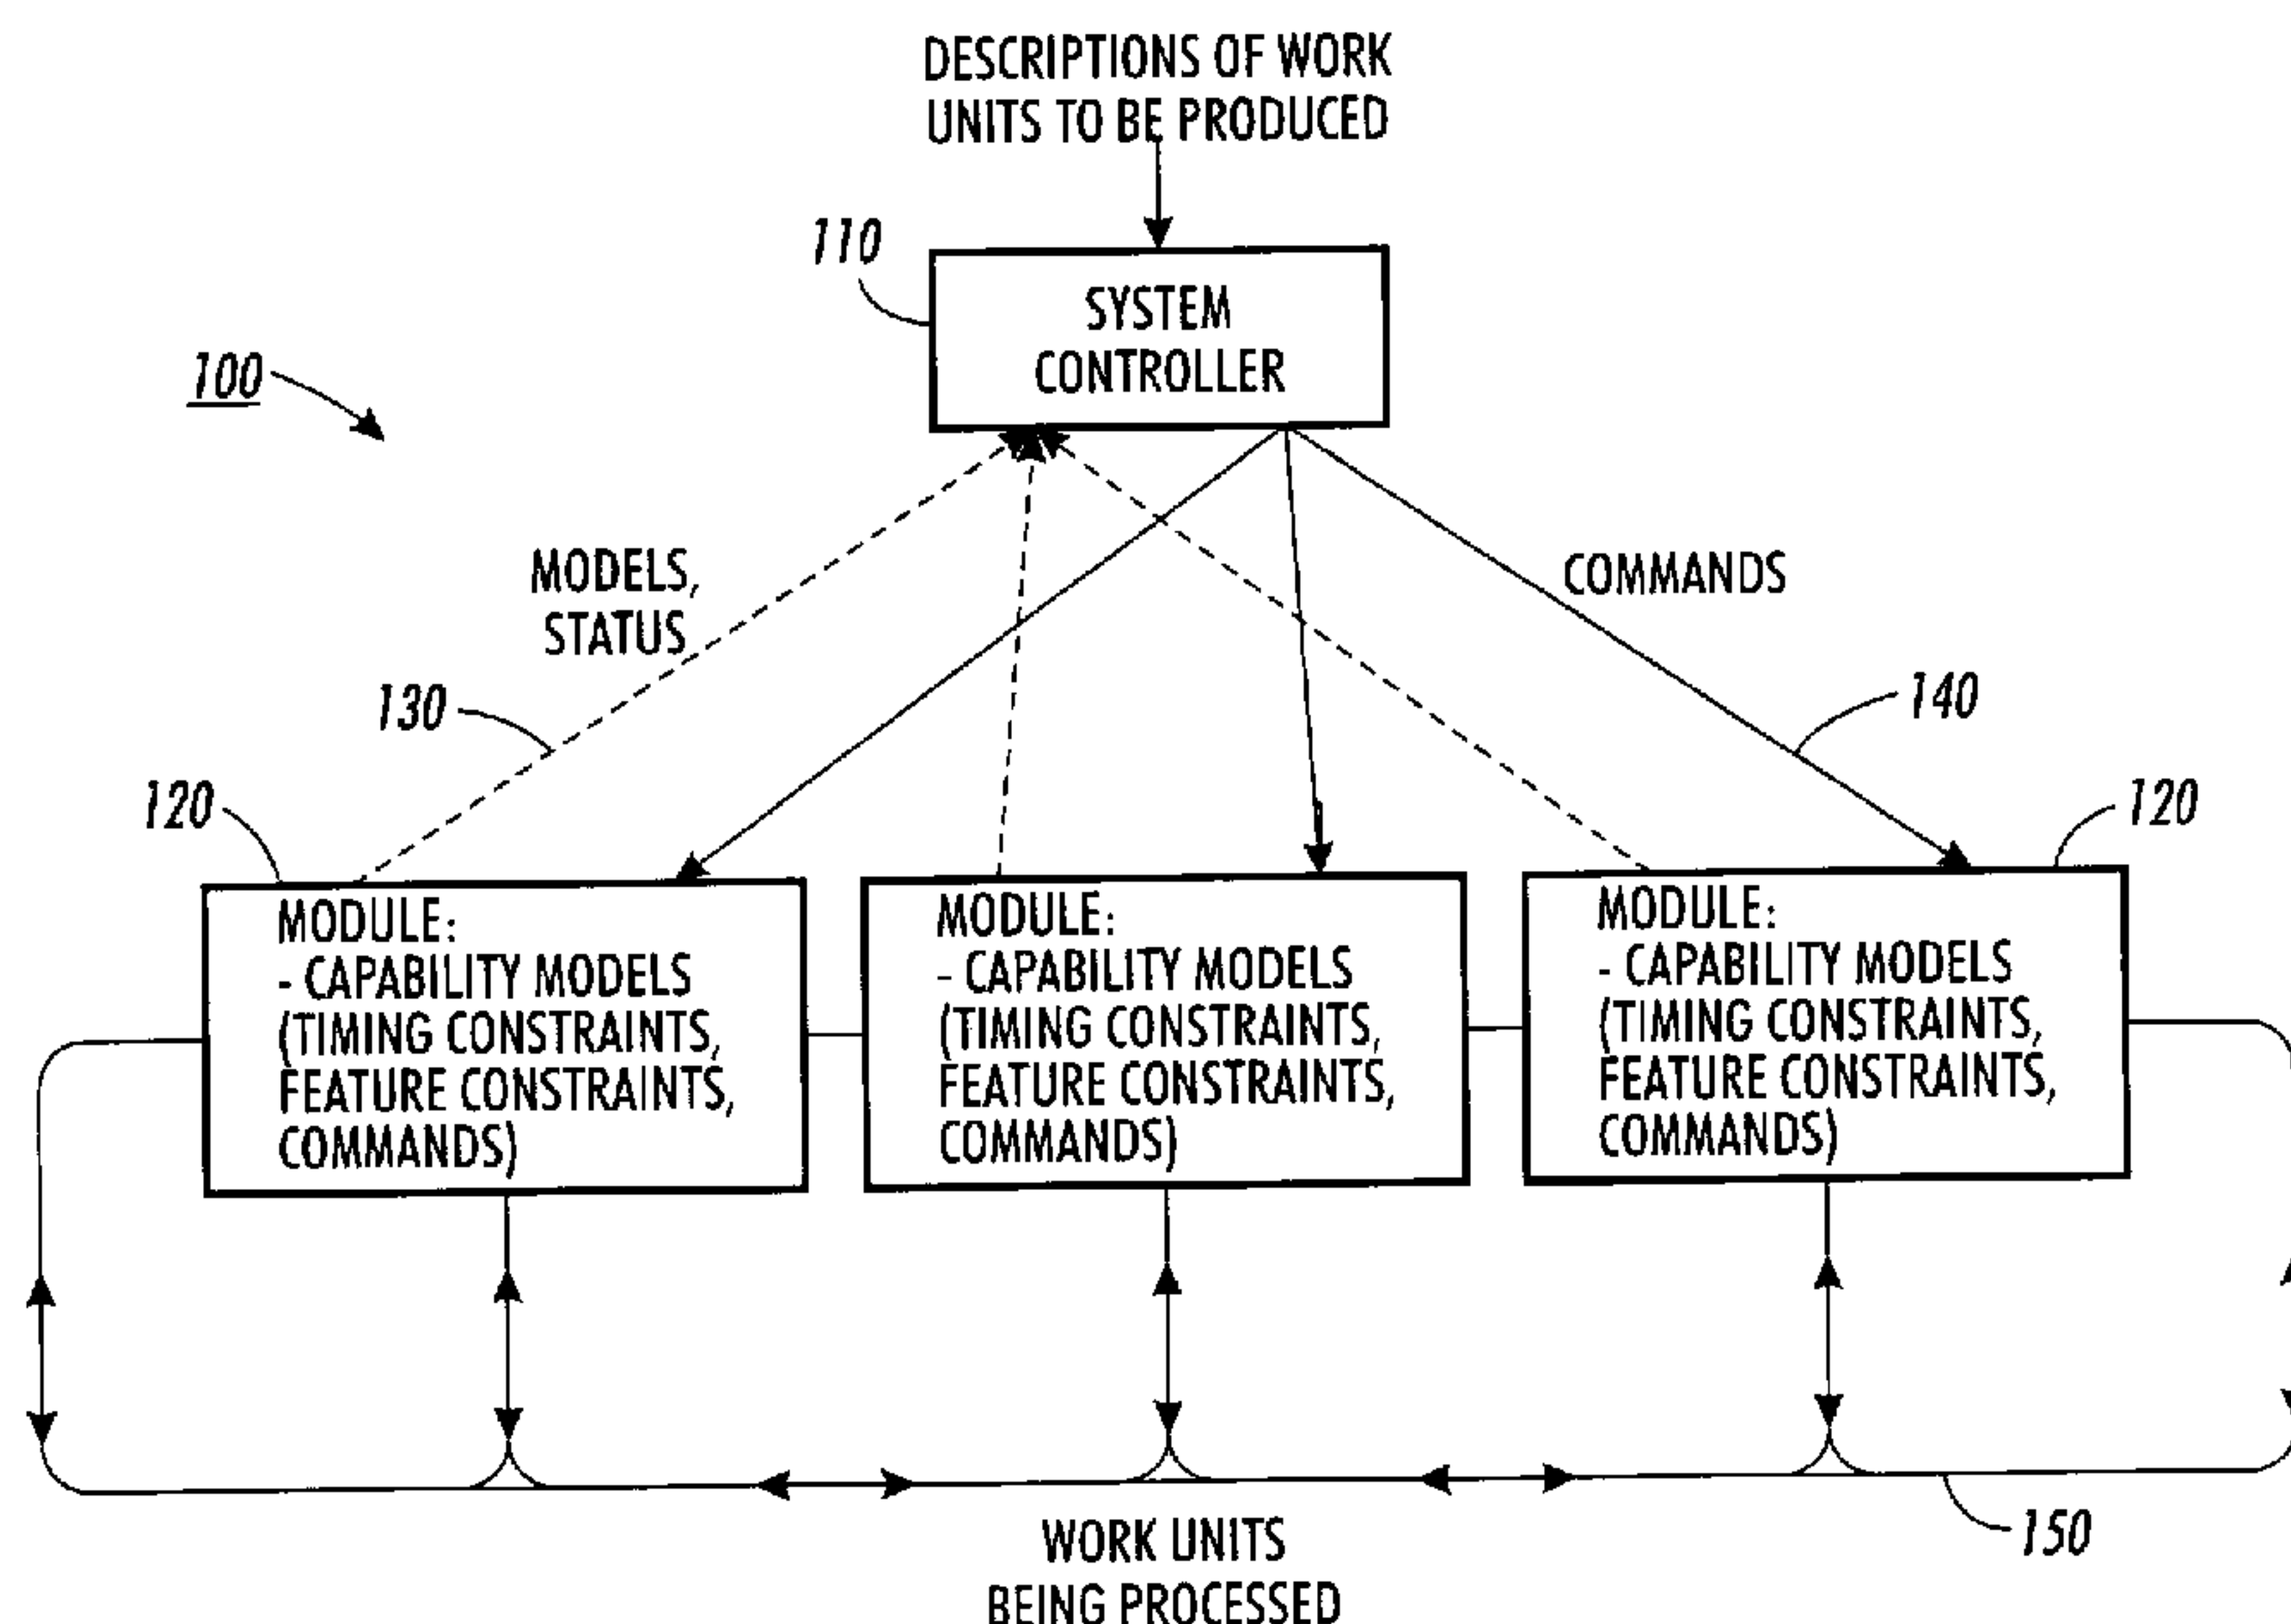 DESCRIPTIONS OF WORK
UNITS TO BE PRODUCED
110
SYSTEM
CONTROLLER
100
MODELS,
STATUS
COMMANDS
130
140
120
120
MODULE:
- CAPABILITY MODELS
(TIMING CONSTRAINTS,
FEATURE CONSTRAINTS,
COMMANDS)
MODULE:
- CAPABILITY MODELS
(TIMING CONSTRAINTS,
FEATURE CONSTRAINTS,
COMMANDS)
MODULE:
- CAPABILITY MODELS
(TIMING CONSTRAINTS,
FEATURE CONSTRAINTS,
COMMANDS)
150
WORK UNITS
BEING PROCESSED